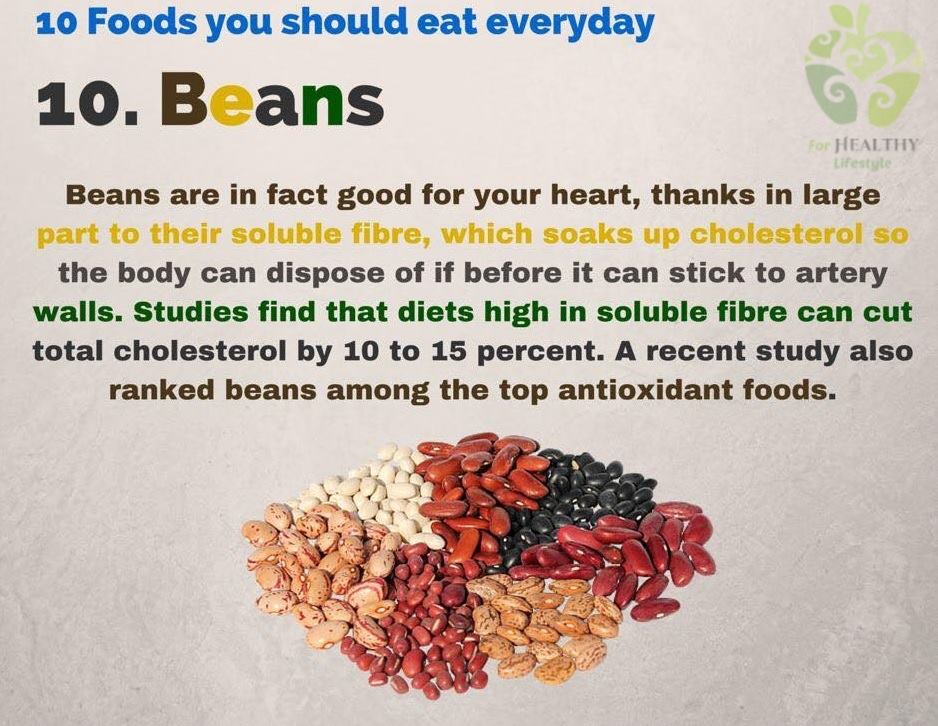 10 Foods you should eat everyday
10. Beans
For HEALTHY
Lifestyle
Beans are in fact good for your heart, thanks in large
part to their soluble fibre, which soaks up cholesterol so
the body can dispose of if before it can stick to artery
walls. Studies find that diets high in soluble fibre can cut
total cholesterol by 10 to 15 percent. A recent study also
ranked beans among the top antioxidant foods.